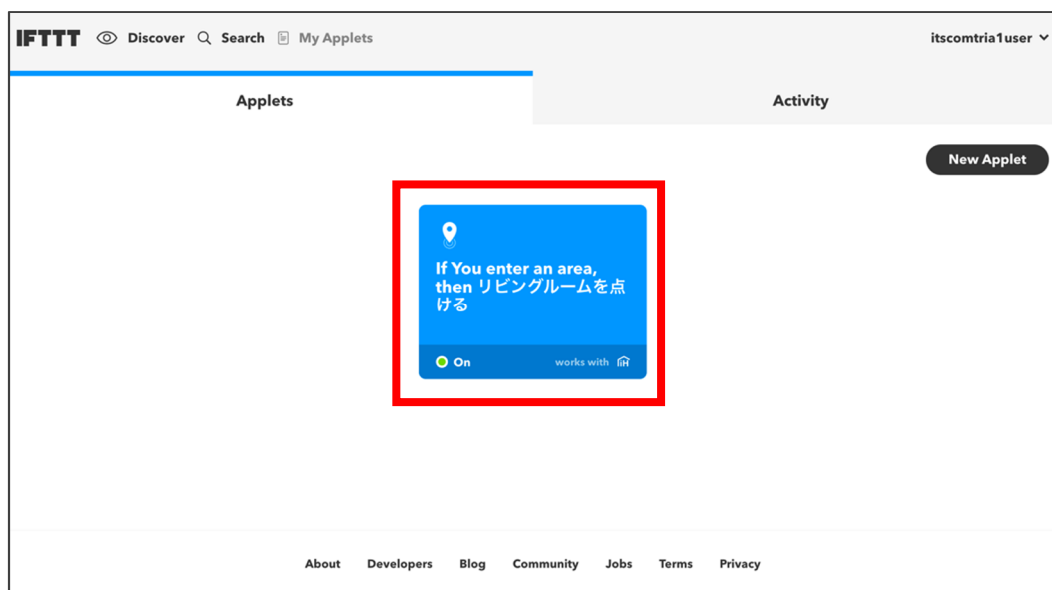 IFTTT Discover Search My Applets itscomtria1user
Applets Activity
New Applet
If You enter an area,
then リビングルームを点
ける
On works with iH
About Developers Blog Community Jobs Terms Privacy